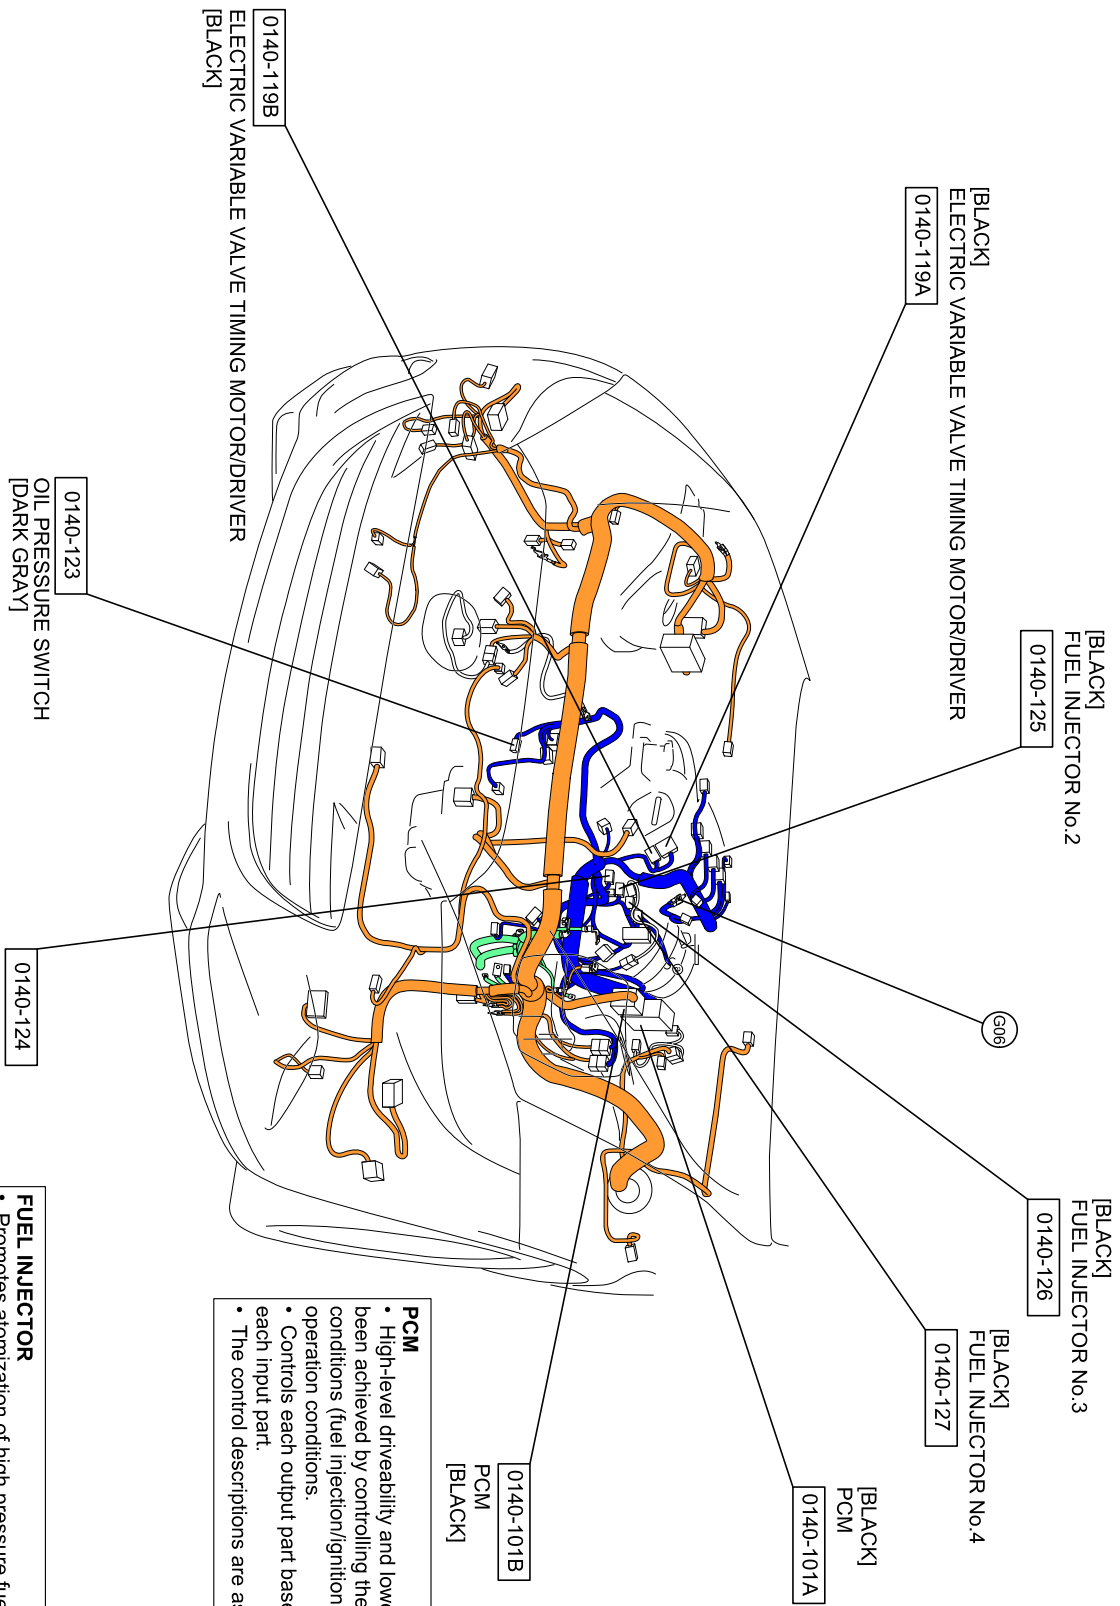 0140-119B
ELECTRIC VARIABLE VALVE TIMING MOTOR/DRIVER
[BLACK]
[BLACK]
ELECTRIC VARIABLE VALVE TIMING MOTOR/DRIVER
0140-119A
[BLACK]
FUEL INJECTOR No.2
0140-125
0140-123
OIL PRESSURE SWITCH
[DARK GRAY]
G06
0140-124
[BLACK]
FUEL INJECTOR No.3
0140-126
[BLACK]
FUEL INJECTOR No.4
0140-127
[BLACK]
PCM
0140-101A
0140-101B
PCM
[BLACK]
PCM
• High-level driveability and lowe
been achieved by controlling the
conditions (fuel injection/ignition
operation conditions.
• Controls each output part base
each input part.
• The control descriptions are as
FUEL INJECTOR
• Promotes atomization of high pressure fue